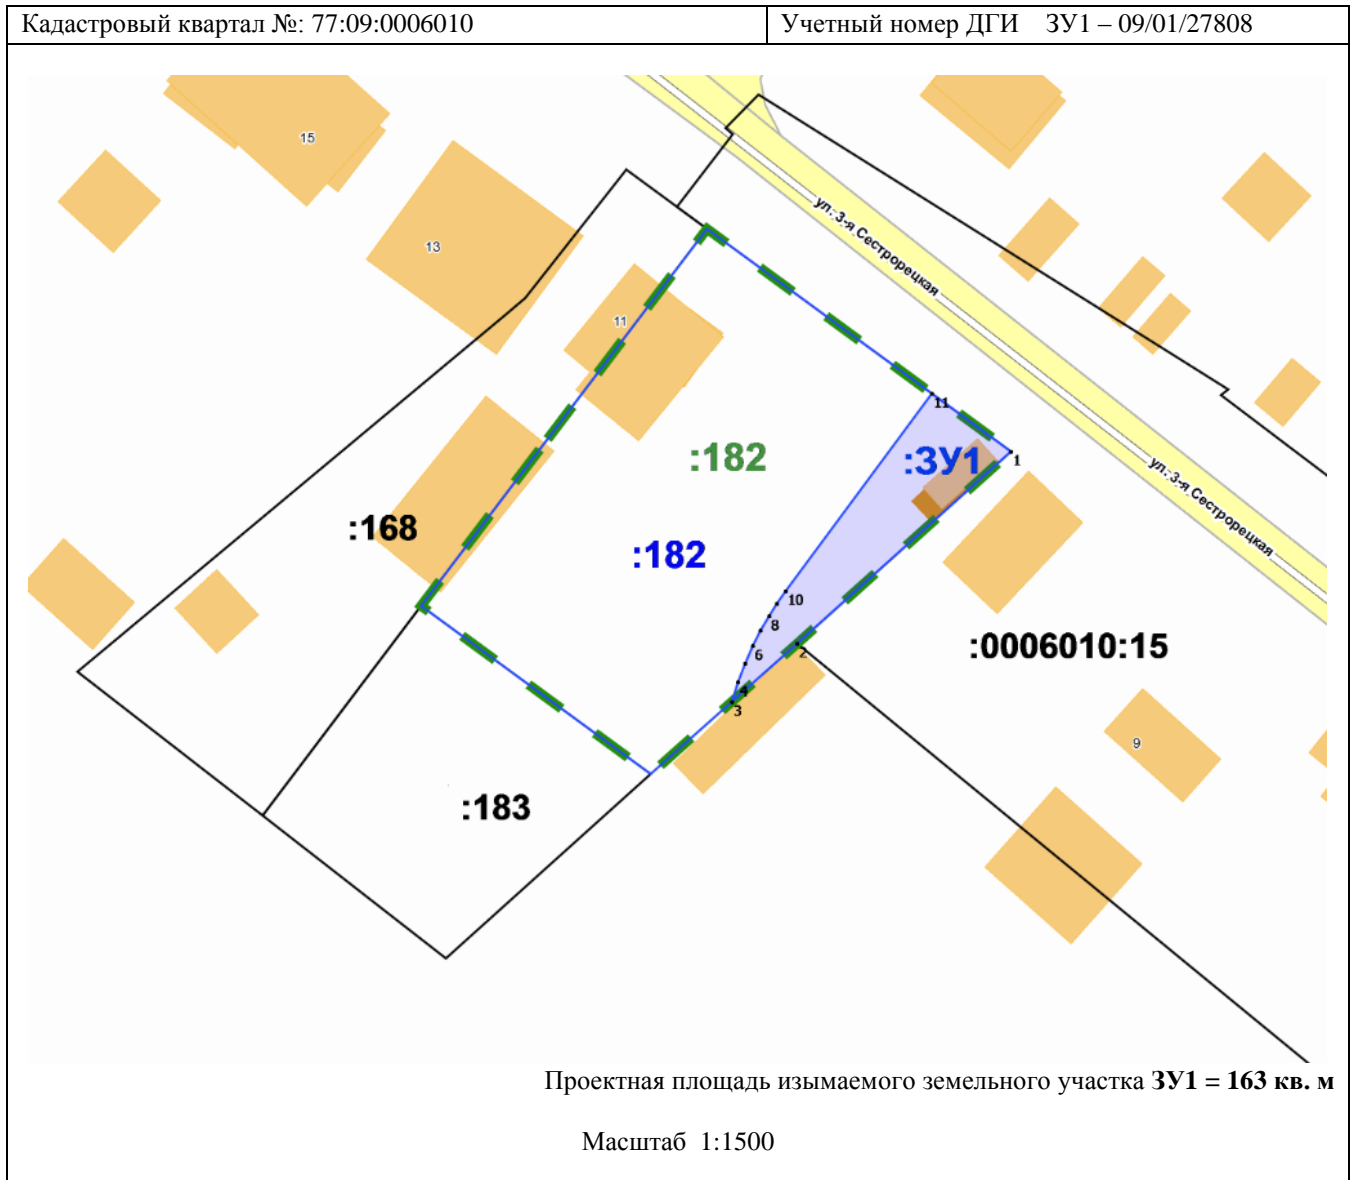 Кадастровый квартал №: 77:09:0006010
Учетный номер ДГИ ЗУ1 – 09/01/27808
15
13
11
ул. 3-я Сестрорецкая
:182
:182
:168
:183
11
:ЗУ1
1
10
8
6
2
4
3
ул. 3-я Сестрорецкая
:0006010:15
9
Проектная площадь изымаемого земельного участка ЗУ1 = 163 кв. м
Масштаб 1:1500